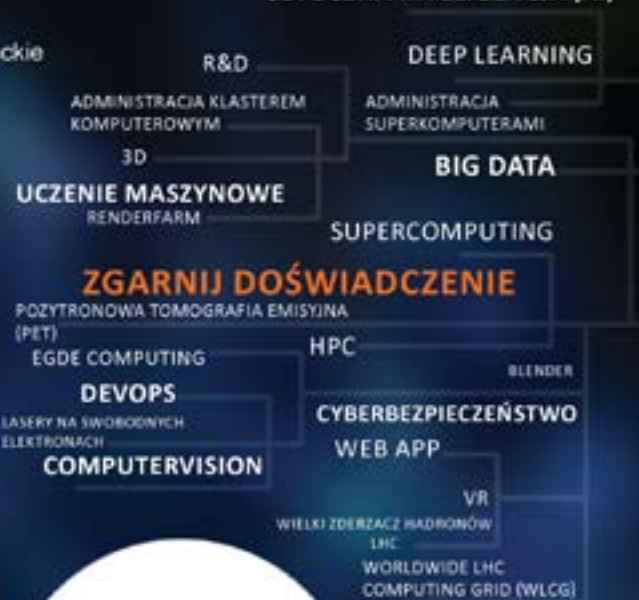 ckie
R&D
DEEP LEARNING
ADMINISTRACJA KLASTEREM
KOMPUTEROWYM
ADMINISTRACJA
SUPERKOMPUTERAMI
3D
BIG DATA
UCZENIE MASZYNOWE
RENDERFARM
SUPERCOMPUTING
ZGARNIJ DOŚWIADCZENIE
POZYTRONOWA TOMOGRAFIA EMISYJNA
(PET)
HPC
EGDE COMPUTING
BLENDER
DEVOPS
CYBERBEZPIECZEŃSTWO
LASERY NA SWOBODNYCH
ELEKTRONACH
WEB APP
COMPUTERVISION
VR
WIELKI ZDERZACZ HADRONÓW
LHC
WORLDWIDE LHC
COMPUTING GRID (WLCG)